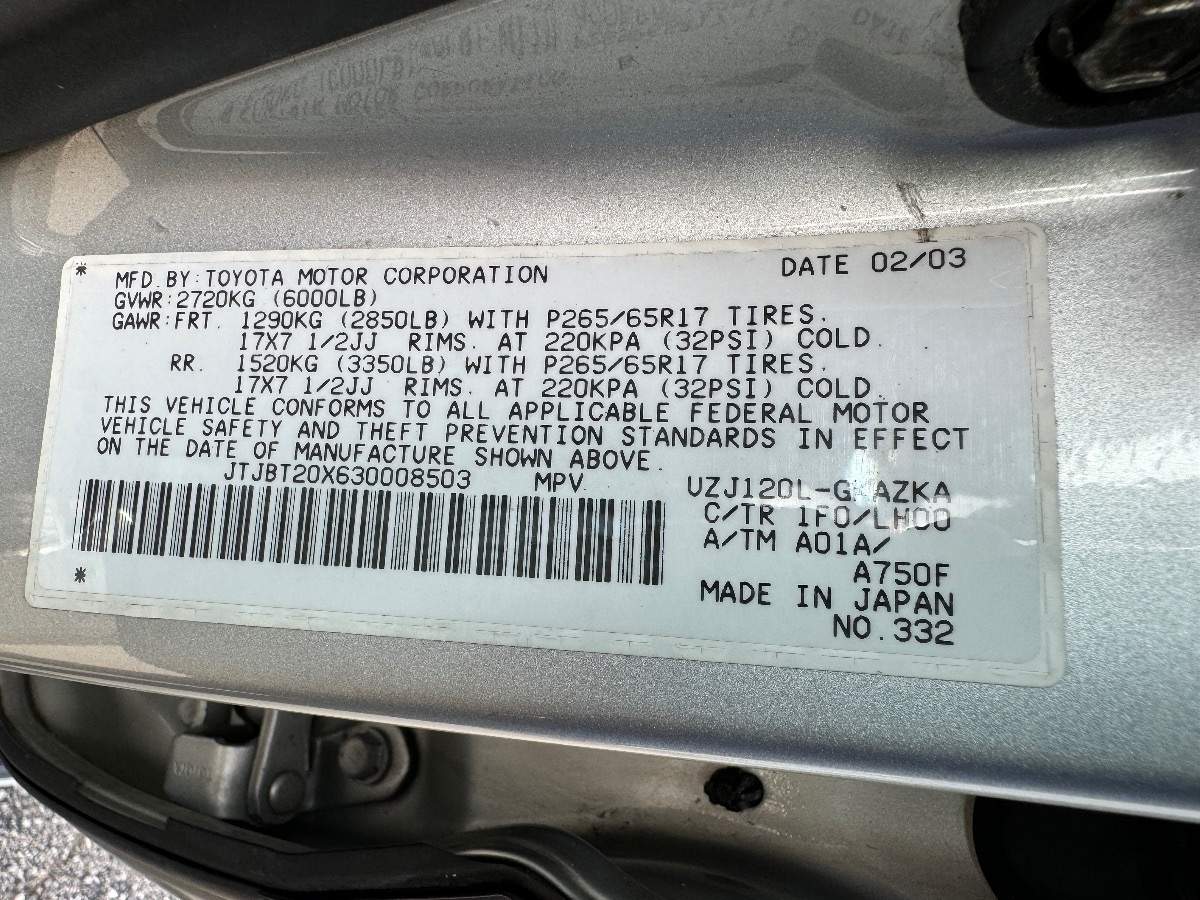 MFD. BY: TOYOTA MOTOR CORPORATION DATE 02/03
GVWR: 2720KG (6000LB)
GAWR: FRT. 1290KG (2850LB) WITH P265/65R17 TIRES.
17X7 1/2JJ RIMS. AT 220KPA (32PSI) COLD.
RR. 1520KG (3350LB) WITH P265/65R17 TIRES.
17X7 1/2JJ RIMS. AT 220KPA (32PSI) COLD.
THIS VEHICLE CONFORMS TO ALL APPLICABLE FEDERAL MOTOR
VEHICLE SAFETY AND THEFT PREVENTION STANDARDS IN EFFECT
ON THE DATE OF MANUFACTURE SHOWN ABOVE.
JTJBT20X630008503 MPV
C/TR 1F0/LH00
A/TM A01A/
A750F
MADE IN JAPAN
NO. 332